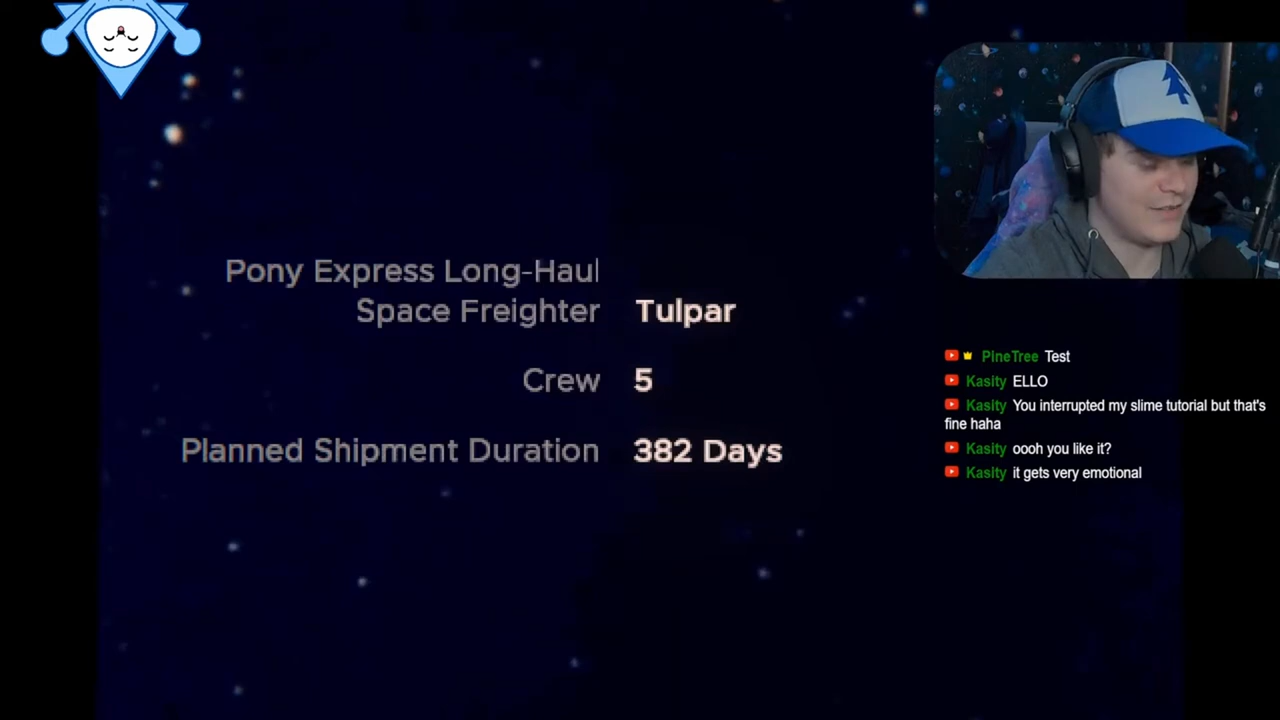 Pony Express Long-Haul
Space Freighter Tulpar
Crew 5
Planned Shipment Duration 382 Days
PineTree Test
Kasity ELLO
Kasity You interrupted my slime tutorial but that's
fine haha
Kasity oooh you like it?
Kasity it gets very emotional